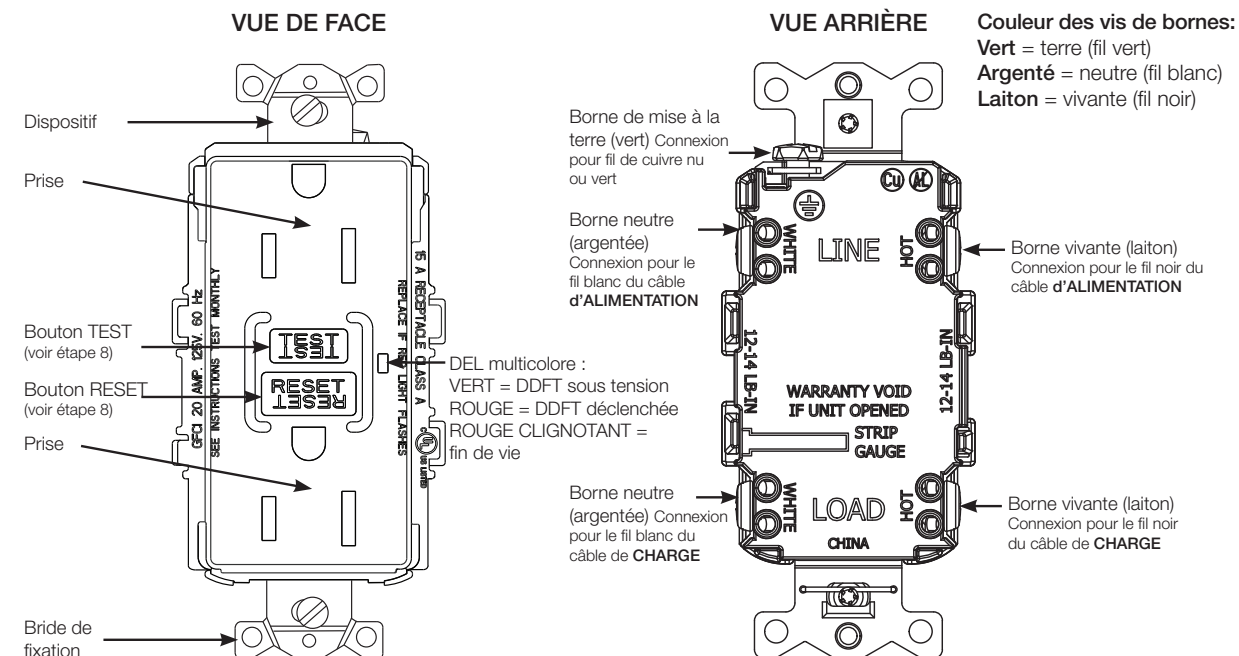 VUE DE FACE
VUE ARRIÈRE
Couleur des vis de bornes:
Vert = terre (fil vert)
Argenté = neutre (fil blanc)
Laiton = vivante (fil noir)
Dispositif
Prise
Bouton TEST
(voir étape 8)
Bouton RESET
(voir étape 8)
Prise
Bride de
fixation
GFCI 20 AMP. 125V. 60 Hz
SEE INSTRUCTIONS TEST MONTHLY
TEST
TEST
RESET
RESET
REPLACE IF RED LIGHT FLASHES
15 A RECEPTACLE CLASS A
C UL US LISTED
DEL multicolore :
VERT = DDFT sous tension
ROUGE = DDFT déclenchée
ROUGE CLIGNOTANT =
fin de vie
Borne de mise à la
terre (vert) Connexion
pour fil de cuivre nu
ou vert
Borne neutre
(argentée)
Connexion pour le
fil blanc du câble
d'ALIMENTATION
Borne neutre
(argentée) Connexion
pour le fil blanc du
câble de CHARGE
Cu AL
WHITE
LINE
HOT
12-14 LB-IN
12-14 LB-IN
WARRANTY VOID
IF UNIT OPENED
STRIP
GAUGE
WHITE
LOAD
HOT
CHINA
Borne vivante (laiton)
Connexion pour le fil noir du
câble d'ALIMENTATION
Borne vivante (laiton)
Connexion pour le fil noir
du câble de CHARGE